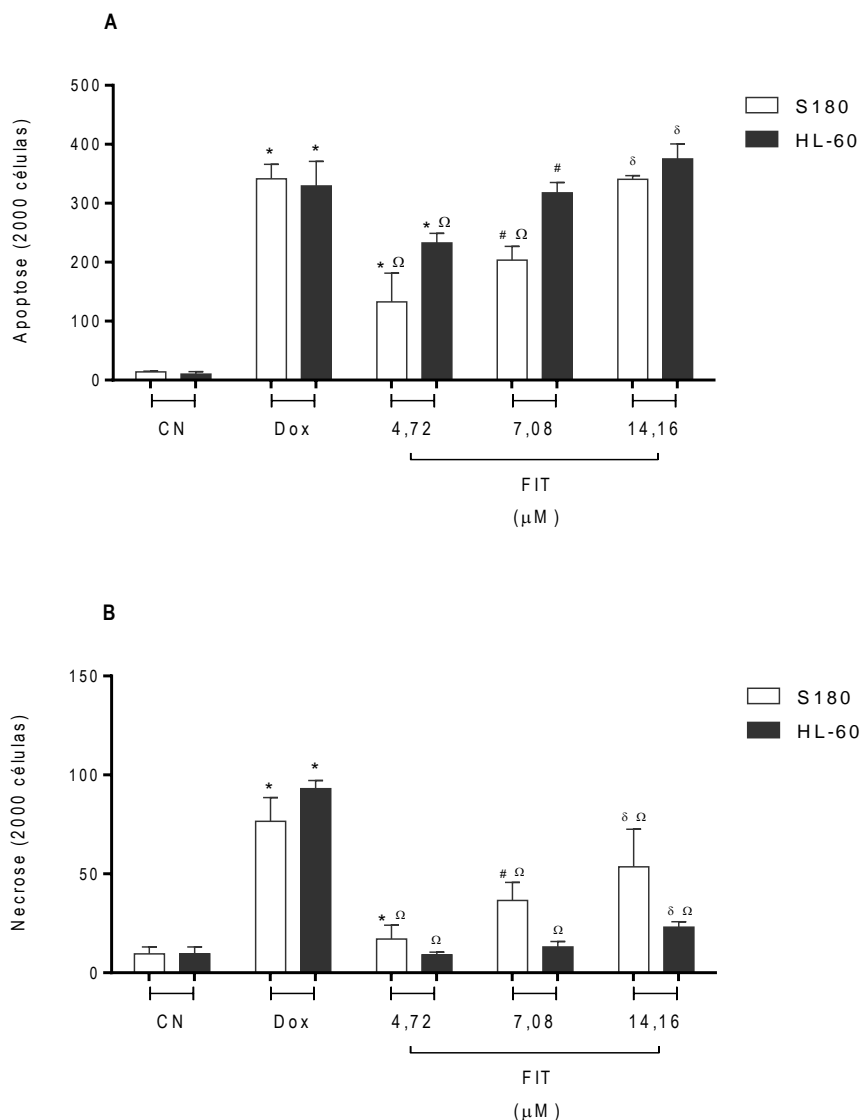 A
500
400
300
200
100
0
Apoptose (2000 células)
* * * Ω * Ω # Ω # δ δ
S180
HL-60
CN Dox 4,72 7,08 14,16
FIT
(μM)
B
150
100
50
0
Necrose (2000 células)
* * * Ω Ω # Ω Ω δ Ω δ Ω
S180
HL-60
CN Dox 4,72 7,08 14,16
FIT
(μM)